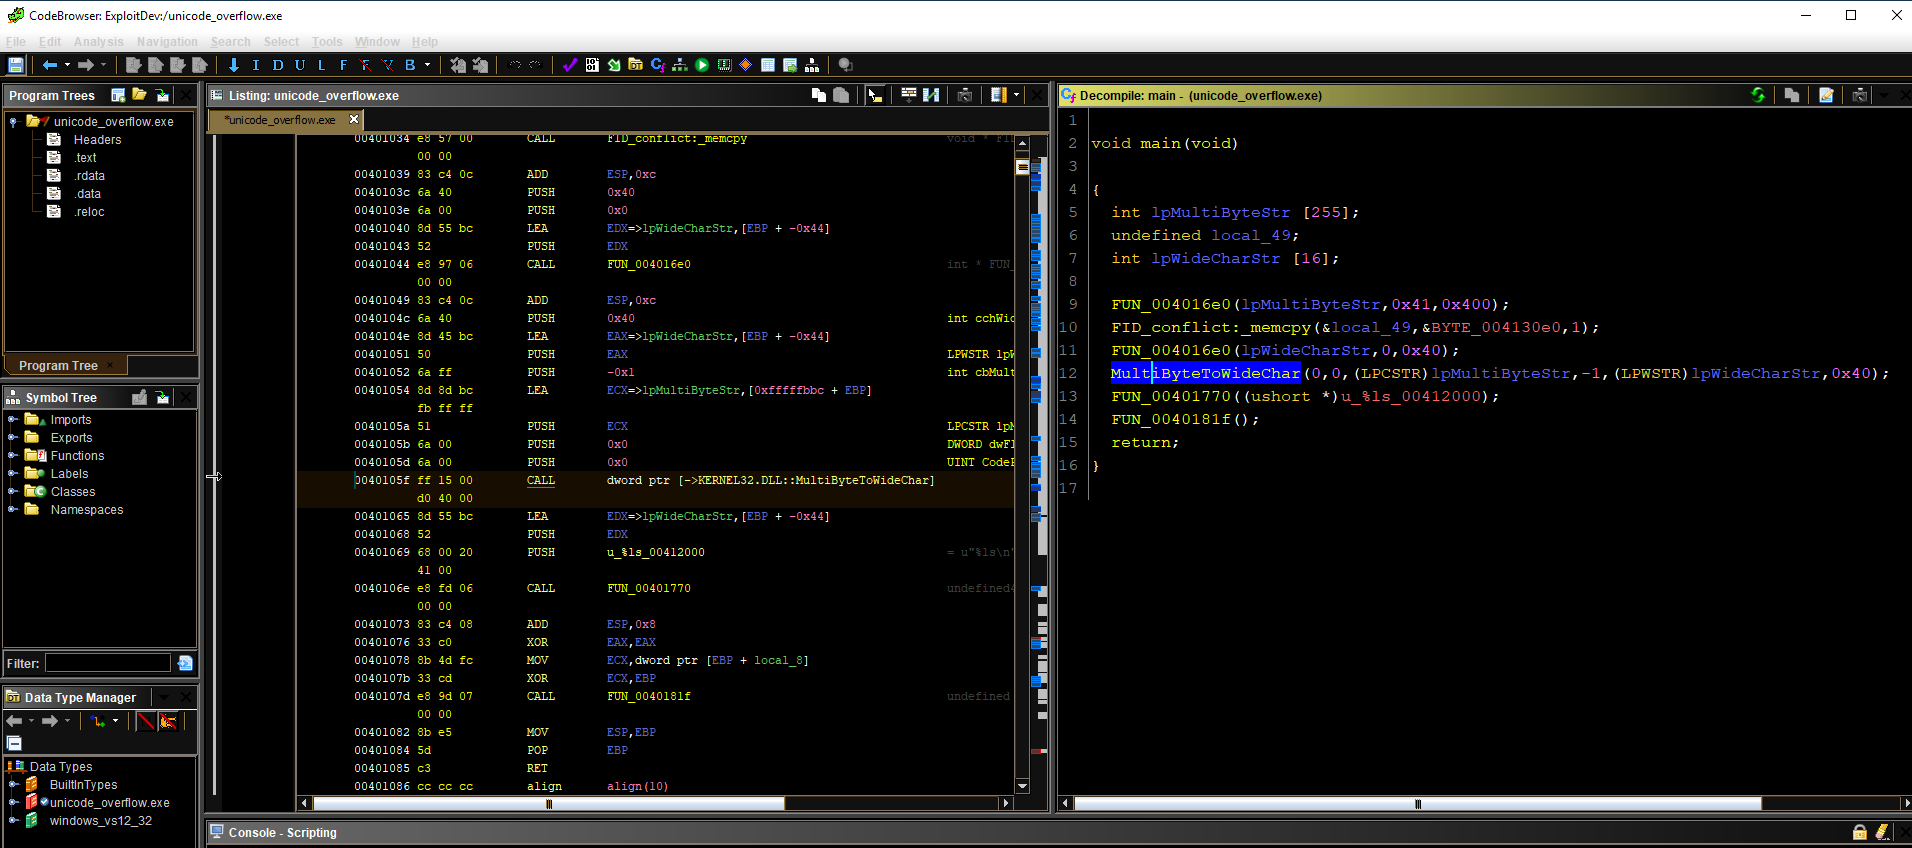 CodeBrowser: ExploitDev:/unicode_overflow.exe
File Edit Analysis Navigation Search Select Tools Window Help
I D U L F F V B
Program Trees
unicode_overflow.exe
Headers
.text
.rdata
.data
.reloc
Program Tree ×
Symbol Tree
Imports
Exports
Functions
Labels
Classes
Namespaces
Filter:
Data Type Manager
Data Types
BuiltInTypes
unicode_overflow.exe
windows_vs12_32
Listing: unicode_overflow.exe
*unicode_overflow.exe
00401034 e8 57 00 CALL FID_conflict:_memcpy void * FI
00 00
00401039 83 c4 0c ADD ESP,0xc
0040103c 6a 40 PUSH 0x40
0040103e 6a 00 PUSH 0x0
00401040 8d 55 bc LEA EDX=>lpWideCharStr,[EBP + -0x44]
00401043 52 PUSH EDX
00401044 e8 97 06 CALL FUN_004016e0 int * FUN_
00 00
00401049 83 c4 0c ADD ESP,0xc
0040104c 6a 40 PUSH 0x40 int cchWid
0040104e 8d 45 bc LEA EAX=>lpWideCharStr,[EBP + -0x44]
00401051 50 PUSH EAX LPWSTR lpW
00401052 6a ff PUSH -0x1 int cbMult
00401054 8d 8d bc LEA ECX=>lpMultiByteStr,[0xfffffbbc + EBP]
fb ff ff
0040105a 51 PUSH ECX LPCSTR lpM
0040105b 6a 00 PUSH 0x0 DWORD dwFl
0040105d 6a 00 PUSH 0x0 UINT CodeP
0040105f ff 15 00 CALL dword ptr [->KERNEL32.DLL::MultiByteToWideChar]
d0 40 00
00401065 8d 55 bc LEA EDX=>lpWideCharStr,[EBP + -0x44]
00401068 52 PUSH EDX
00401069 68 00 20 PUSH u_%ls_00412000 = u"%ls\n"
41 00
0040106e e8 fd 06 CALL FUN_00401770 undefined4
00 00
00401073 83 c4 08 ADD ESP,0x8
00401076 33 c0 XOR EAX,EAX
00401078 8b 4d fc MOV ECX,dword ptr [EBP + local_8]
0040107b 33 cd XOR ECX,EBP
0040107d e8 9d 07 CALL FUN_0040181f undefined
00 00
00401082 8b e5 MOV ESP,EBP
00401084 5d POP EBP
00401085 c3 RET
00401086 cc cc cc align align(10)
Decompile: main - (unicode_overflow.exe)
1
2 void main(void)
3
4 {
5 int lpMultiByteStr [255];
6 undefined local_49;
7 int lpWideCharStr [16];
8
9 FUN_004016e0(lpMultiByteStr,0x41,0x400);
10 FID_conflict:_memcpy(&local_49,&BYTE_004130e0,1);
11 FUN_004016e0(lpWideCharStr,0,0x40);
12 MultiByteToWideChar(0,0,(LPCSTR)lpMultiByteStr,-1,(LPWSTR)lpWideCharStr,0x40);
13 FUN_00401770((ushort *)u_%ls_00412000);
14 FUN_0040181f();
15 return;
16 }
17
Console - Scripting